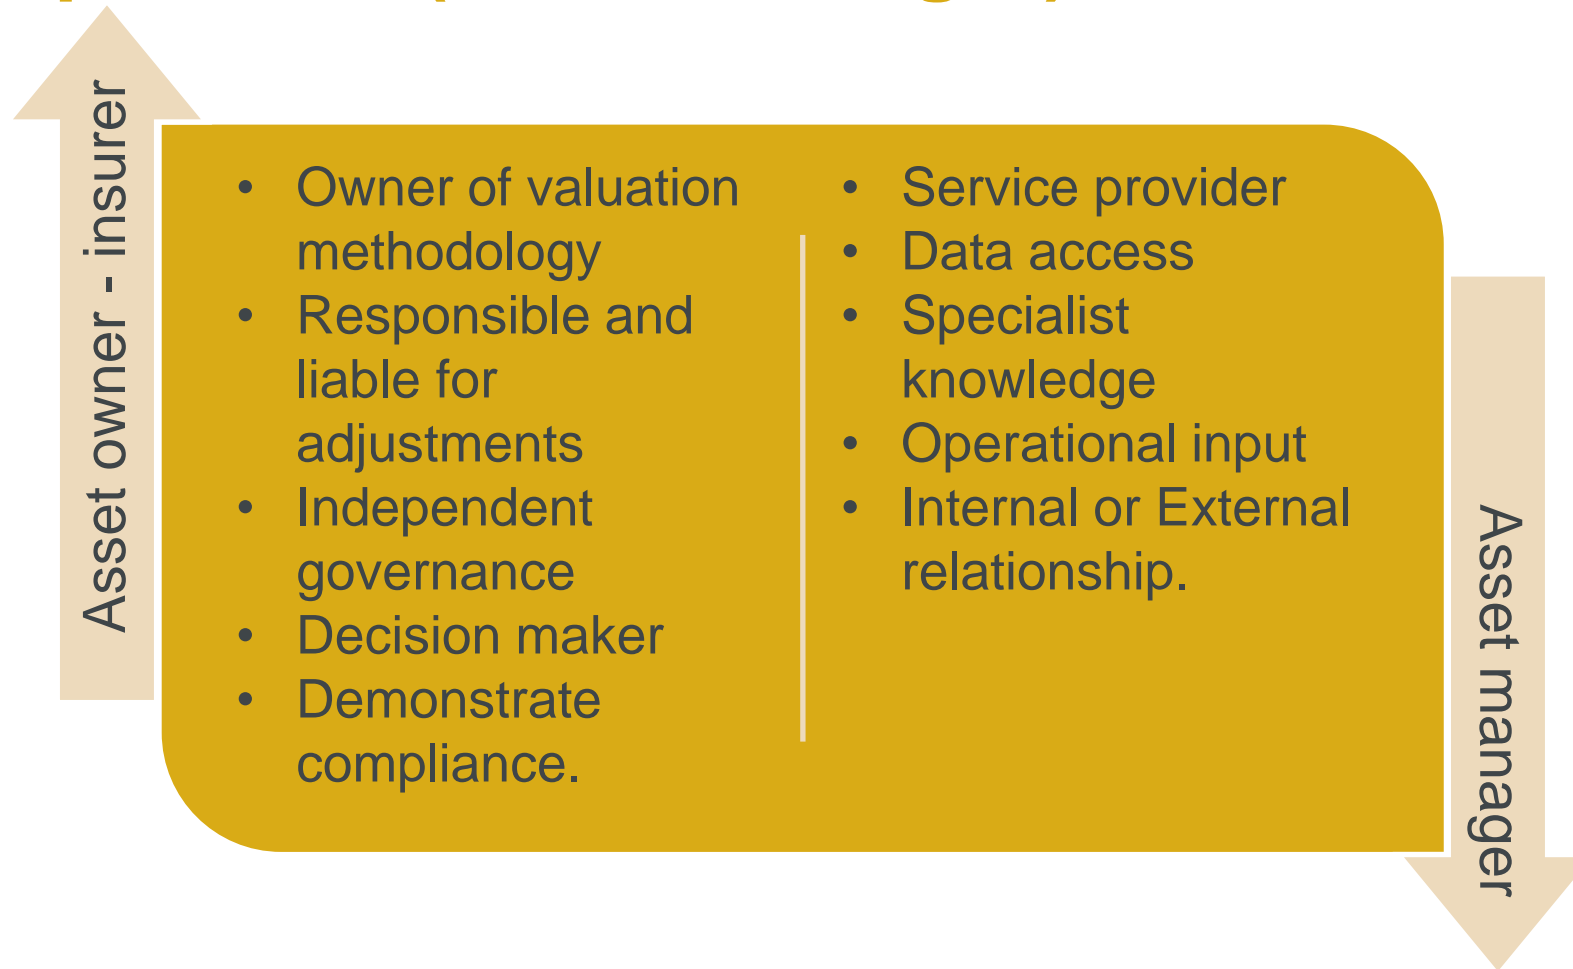 Asset owner - insurer
• Owner of valuation
methodology
• Responsible and
liable for
adjustments
• Independent
governance
• Decision maker
• Demonstrate
compliance.
• Service provider
• Data access
• Specialist
knowledge
• Operational input
• Internal or External
relationship.
Asset manager